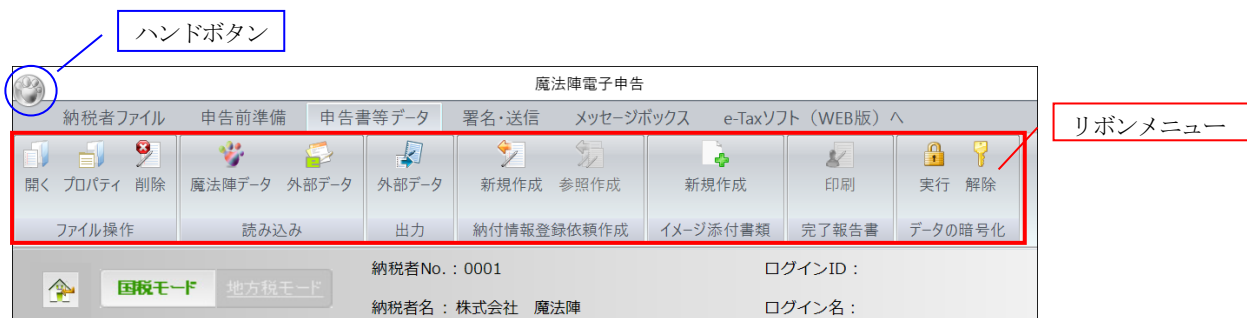 ハンドボタン
魔法陣電子申告
納税者ファイル 申告前準備 申告書等データ 署名・送信 メッセージボックス e-Taxソフト（WEB版）へ
リボンメニュー
開く プロパティ 削除 魔法陣データ 外部データ 外部データ 新規作成 参照作成 新規作成 印刷 実行 解除
ファイル操作 読み込み 出力 納付情報登録依頼作成 イメージ添付書類 完了報告書 データの暗号化
国税モード 地方税モード 納税者No.：0001 ログインID：
納税者名：株式会社 魔法陣 ログイン名：